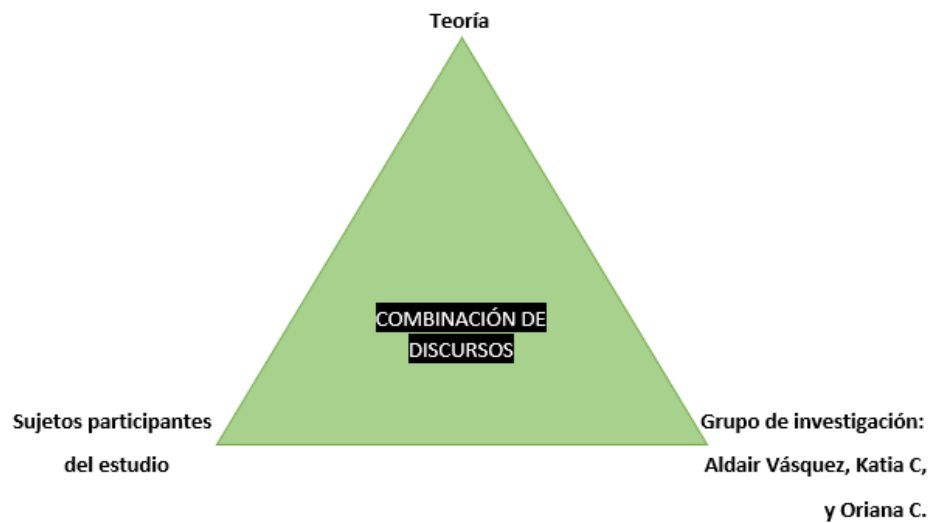 Teoría
COMBINACIÓN DE
DISCURSOS
Sujetos participantes
del estudio
Grupo de investigación:
Aldair Vásquez, Katia C,
y Oriana C.